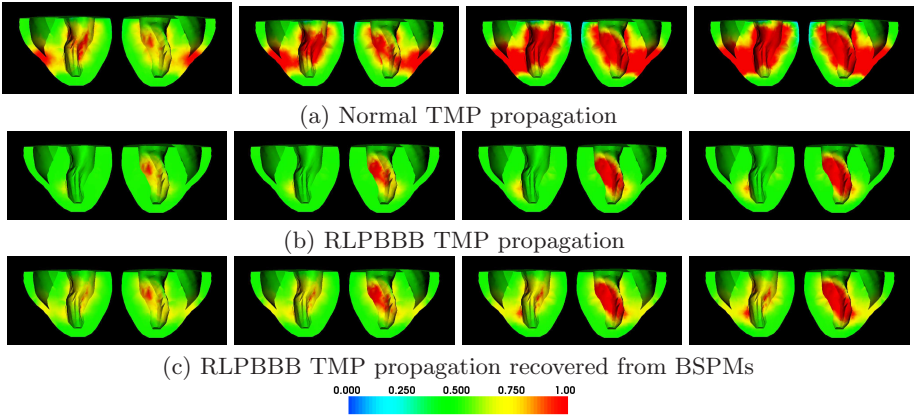 (a) Normal TMP propagation
(b) RLPBBB TMP propagation
(c) RLPBBB TMP propagation recovered from BSPMs
0.000 0.250 0.500 0.750 1.00